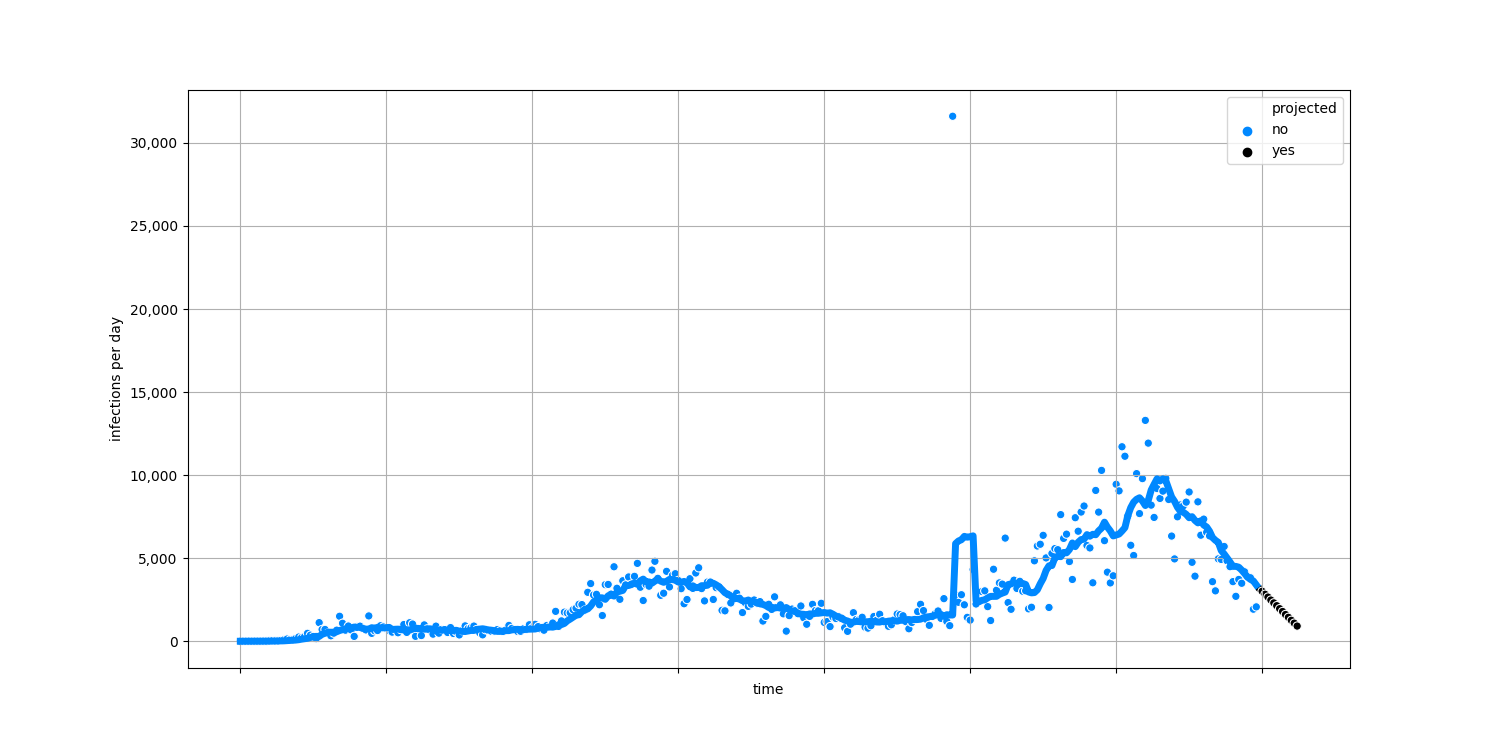 projected
no
yes
30,000
25,000
20,000
15,000
10,000
5,000
0
infections per day
time